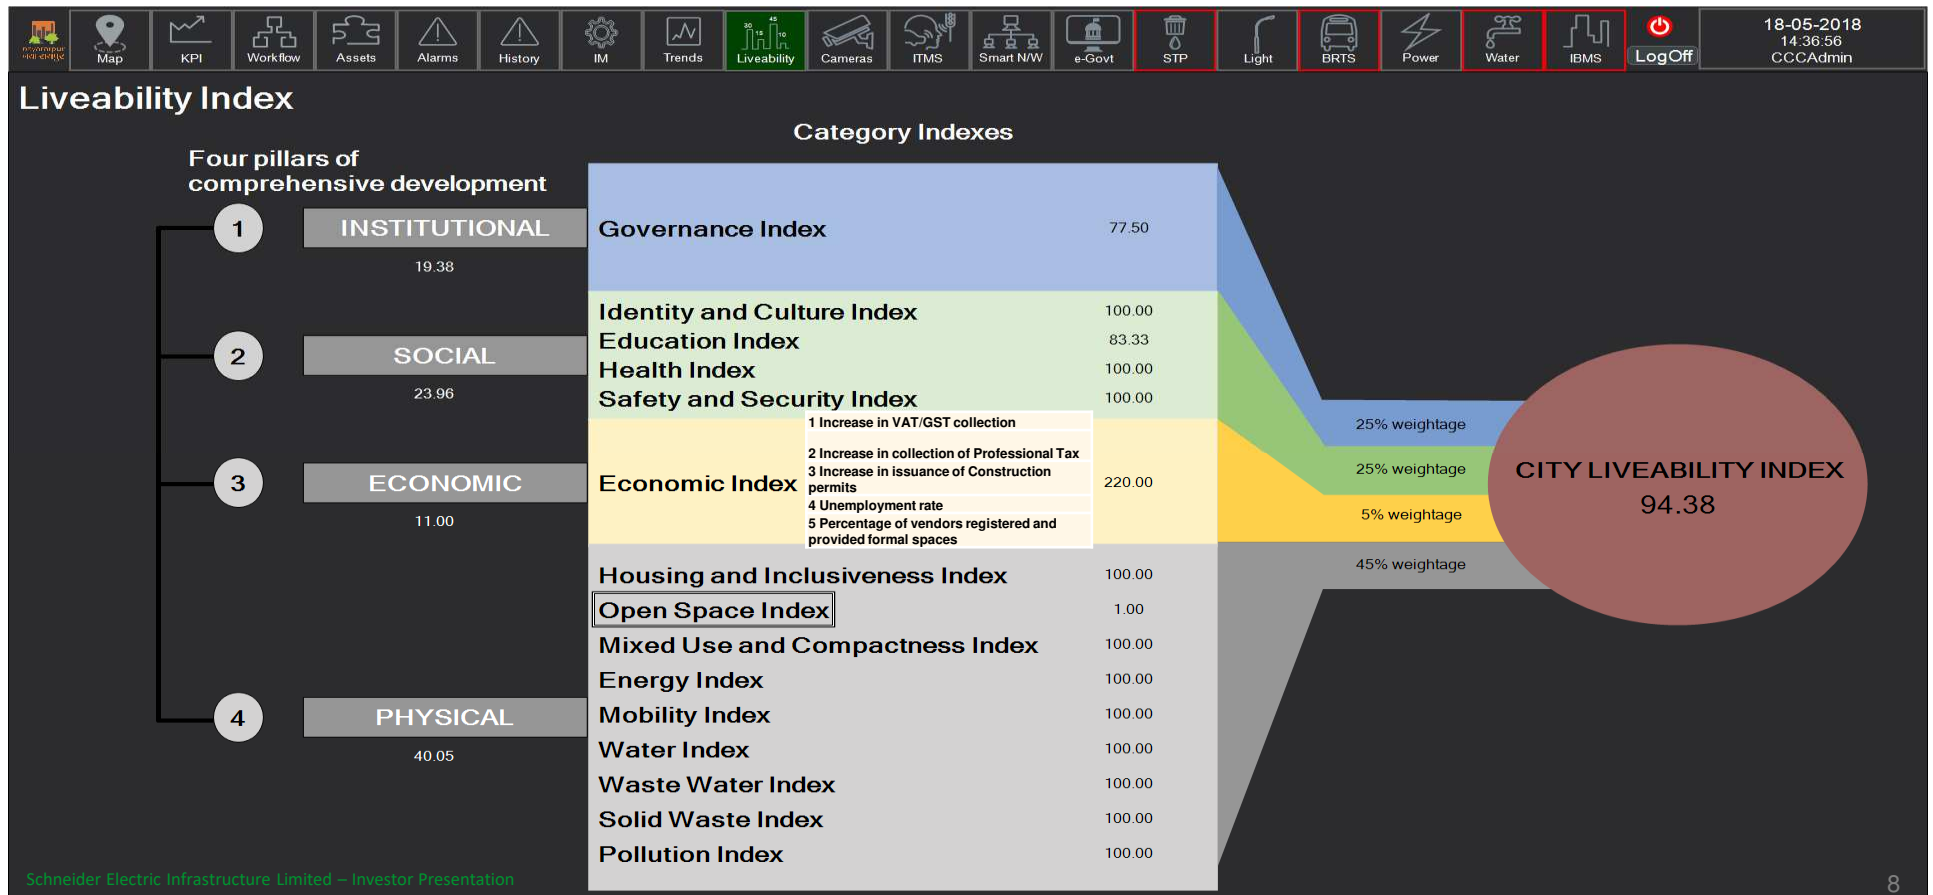 Map
KPI
Workflow
Assets
Alarms
History
IM
Trends
30
45
15
10
Liveability
Cameras
ITMS
Smart N/W
e-Govt
STP
Light
BRTS
Power
Water
IBMS
LogOff
18-05-2018
14:36:56
CCCAdmin
Liveability Index
Category Indexes
Four pillars of
comprehensive development
1
INSTITUTIONAL
19.38
Governance Index 77.50
2
SOCIAL
23.96
Identity and Culture Index 100.00
Education Index 83.33
Health Index 100.00
Safety and Security Index 100.00
3
ECONOMIC
11.00
Economic Index 220.00
1 Increase in VAT/GST collection
2 Increase in collection of Professional Tax
3 Increase in issuance of Construction
permits
4 Unemployment rate
5 Percentage of vendors registered and
provided formal spaces
4
PHYSICAL
40.05
Housing and Inclusiveness Index 100.00
Open Space Index 1.00
Mixed Use and Compactness Index 100.00
Energy Index 100.00
Mobility Index 100.00
Water Index 100.00
Waste Water Index 100.00
Solid Waste Index 100.00
Pollution Index 100.00
25% weightage
25% weightage
5% weightage
45% weightage
CITY LIVEABILITY INDEX
94.38
Schneider Electric Infrastructure Limited – Investor Presentation
8